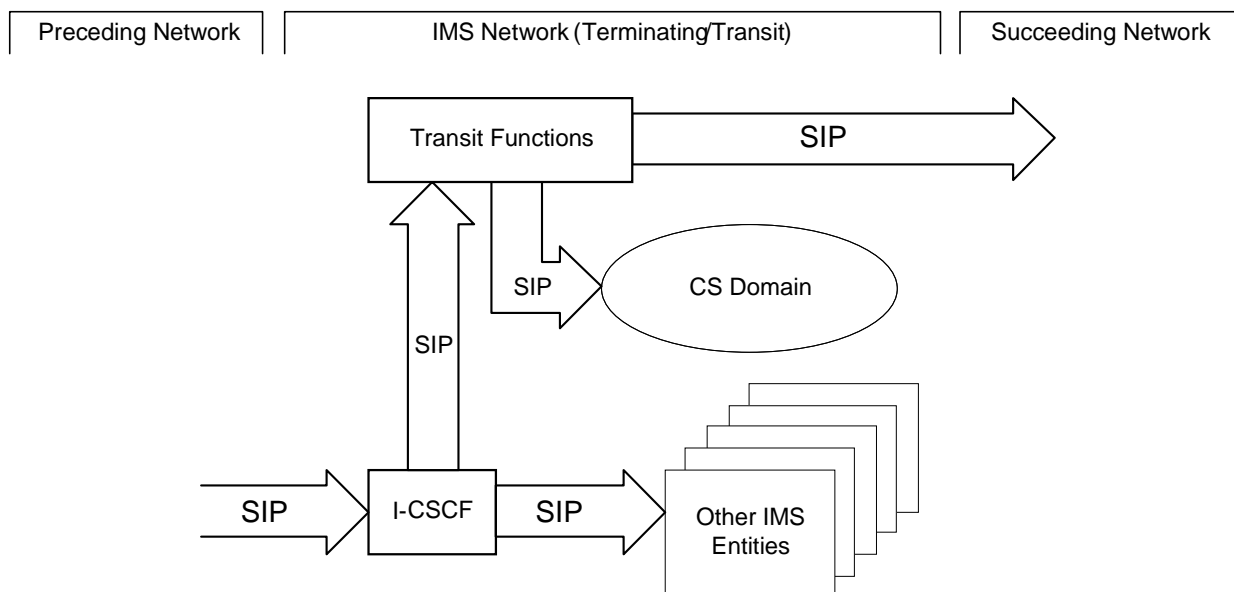 Preceding Network
IMS Network (Terminating/Transit)
Succeeding Network
Transit Functions
SIP
SIP
CS Domain
SIP
SIP
I-CSCF
SIP
Other IMS
Entities